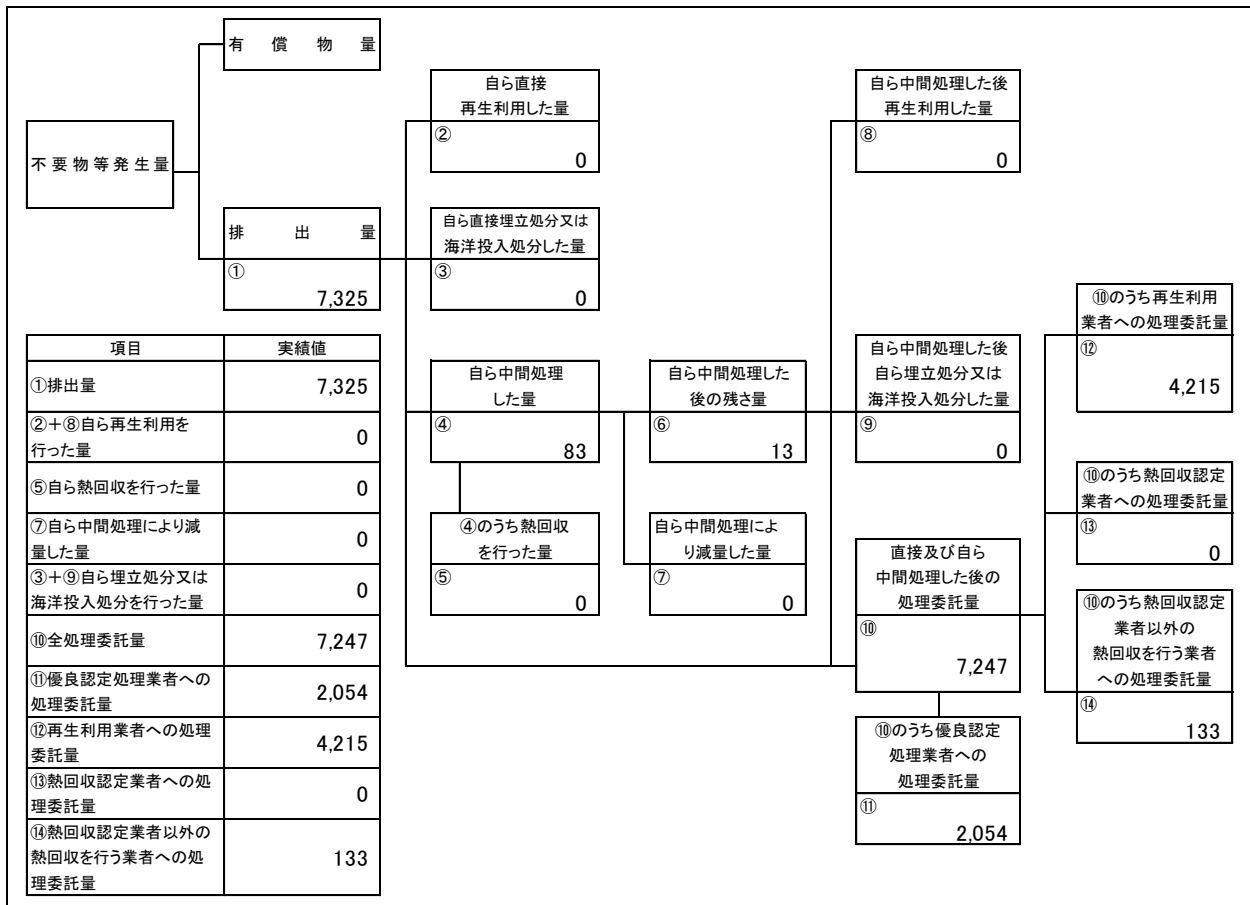 有償物量
不要物等発生量
排出量
①
7,325
自ら直接
再生利用した量
②
0
自ら直接埋立処分又は
海洋投入処分した量
③
0
自ら中間処理
した量
④
83
④のうち熱回収
を行った量
⑤
0
自ら中間処理した
後の残さ量
⑥
13
自ら中間処理によ
り減量した量
⑦
0
自ら中間処理した後
再生利用した量
⑧
0
自ら中間処理した後
自ら埋立処分又は
海洋投入処分した量
⑨
0
直接及び自ら
中間処理した後の
処理委託量
⑩
7,247
⑩のうち優良認定
処理業者への
処理委託量
⑪
2,054
⑩のうち再生利用
業者への処理委託量
⑫
4,215
⑩のうち熱回収認定
業者への処理委託量
⑬
0
⑩のうち熱回収認定
業者以外の
熱回収を行う業者
への処理委託量
⑭
133
項目 実績値
①排出量 7,325
②+⑧自ら再生利用を
行った量 0
⑤自ら熱回収を行った量 0
⑦自ら中間処理により減
量した量 0
③+⑨自ら埋立処分又は
海洋投入処分を行った量 0
⑩全処理委託量 7,247
⑪優良認定処理業者への
処理委託量 2,054
⑫再生利用業者への処理
委託量 4,215
⑬熱回収認定業者への処
理委託量 0
⑭熱回収認定業者以外の
熱回収を行う業者への処
理委託量 133